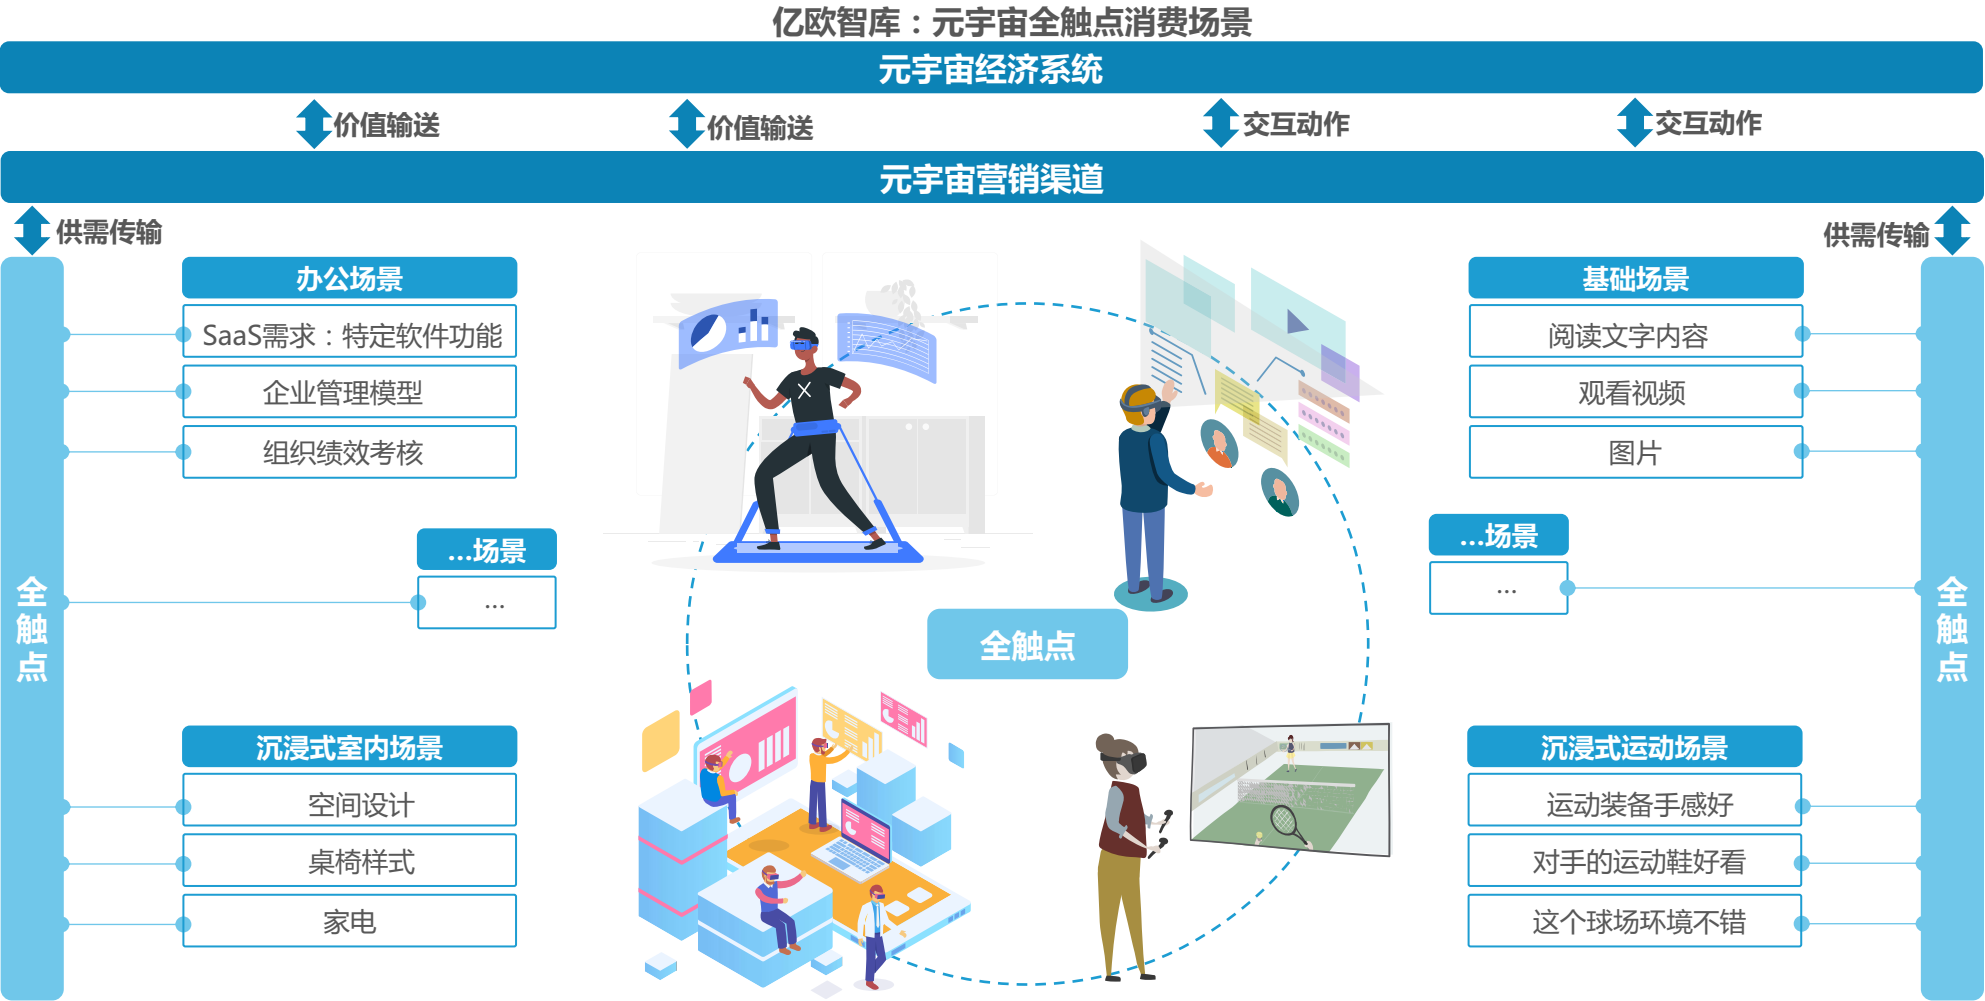 亿欧智库：元宇宙全触点消费场景
元宇宙经济系统
价值输送
价值输送
交互动作
交互动作
元宇宙营销渠道
供需传输
供需传输
全触点
办公场景
SaaS需求：特定软件功能
企业管理模型
组织绩效考核
...场景
...
沉浸式室内场景
空间设计
桌椅样式
家电
X
全触点
基础场景
阅读文字内容
观看视频
图片
...场景
...
沉浸式运动场景
运动装备手感好
对手的运动鞋好看
这个球场环境不错
全触点